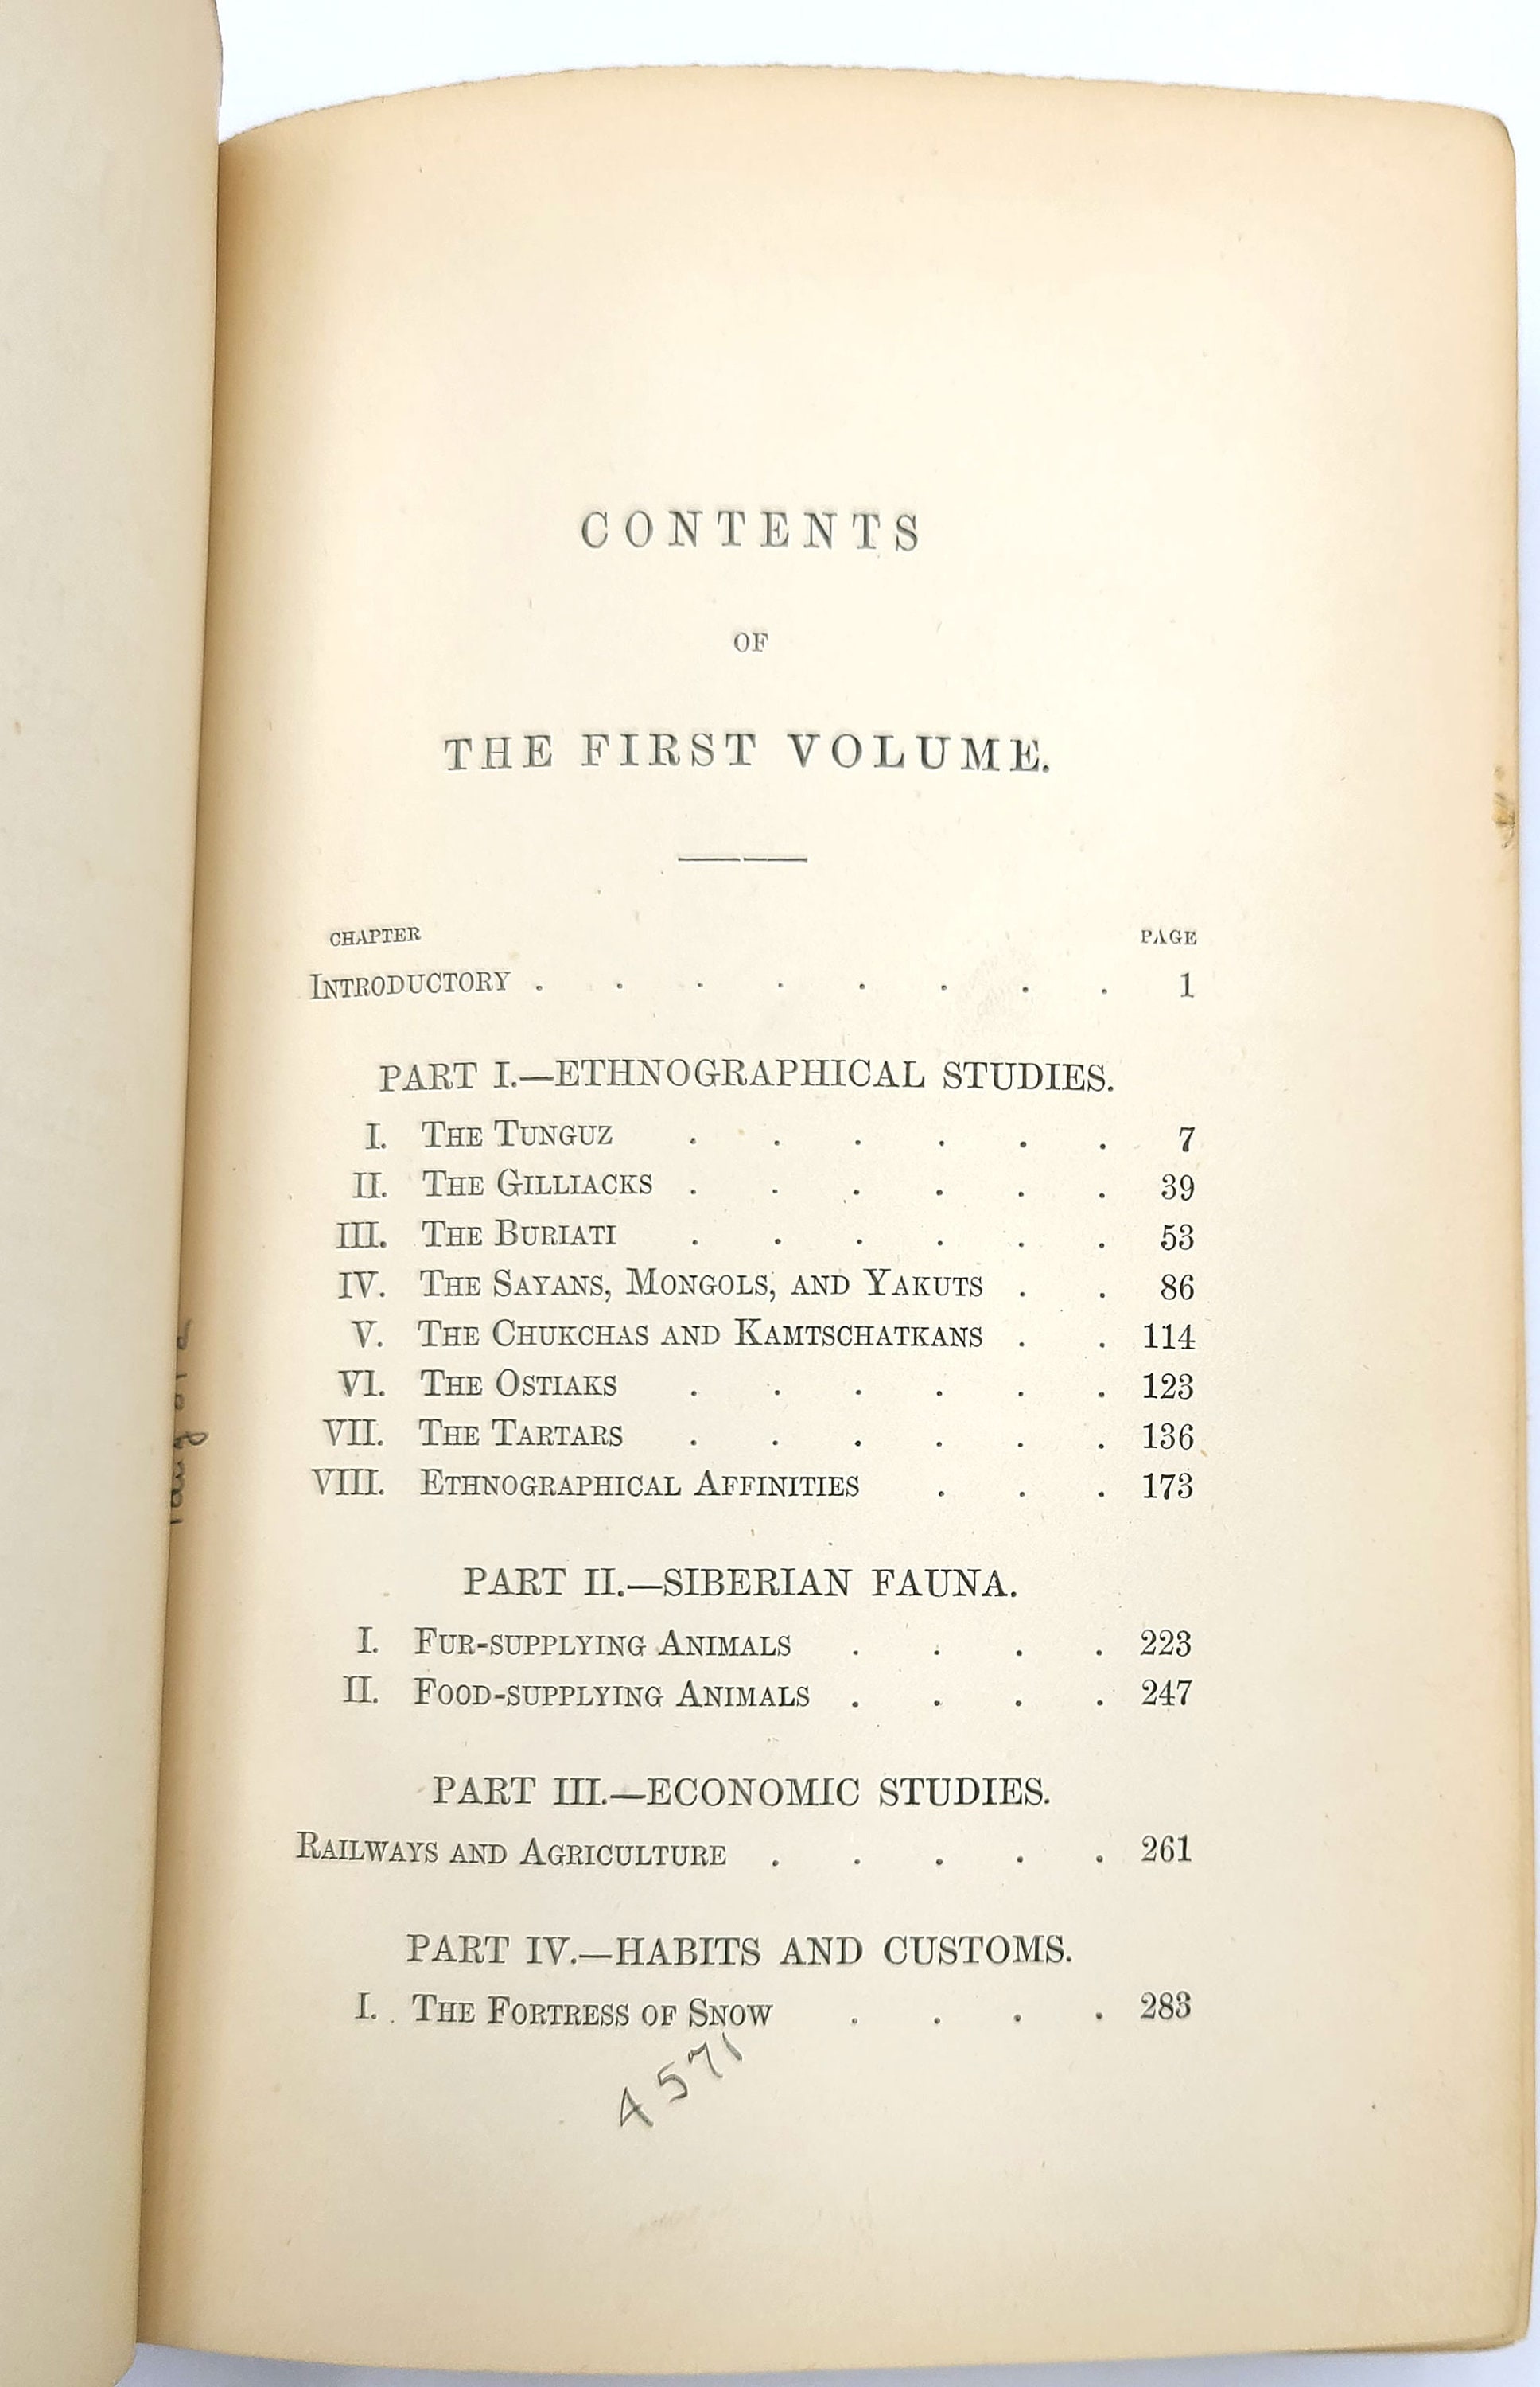 CONTENTS
OF
THE FIRST VOLUME.
CHAPTER PAGE
INTRODUCTORY . . . . . . . . 1
PART I.—ETHNOGRAPHICAL STUDIES.
I. THE TUNGUZ . . . . . . 7
II. THE GILLIACKS . . . . . . 39
III. THE BURIATI . . . . . . 53
IV. THE SAYANS, MONGOLS, AND YAKUTS . . 86
V. THE CHUKCHAS AND KAMTSCHATKANS . . 114
VI. THE OSTIAKS . . . . . . 123
VII. THE TARTARS . . . . . . 136
VIII. ETHNOGRAPHICAL AFFINITIES . . . 173
PART II.—SIBERIAN FAUNA.
I. FUR-SUPPLYING ANIMALS . . . . 223
II. FOOD-SUPPLYING ANIMALS . . . . 247
PART III.—ECONOMIC STUDIES.
RAILWAYS AND AGRICULTURE . . . . . 261
PART IV.—HABITS AND CUSTOMS.
I. THE FORTRESS OF SNOW . . . . 283
4571